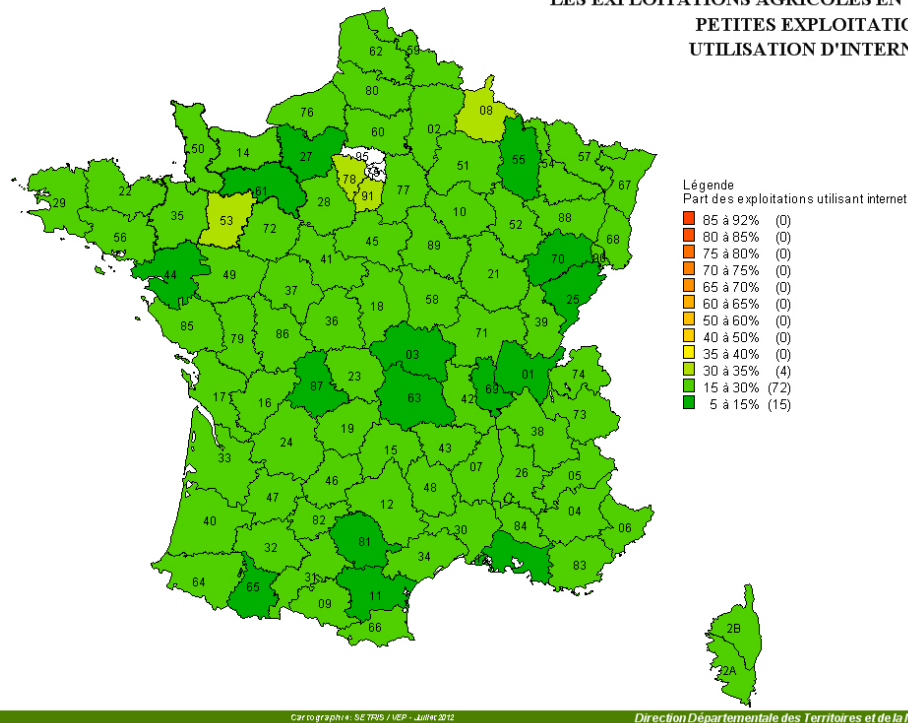 LES EXPLOITATIONS AGRICOLES EN
PETITES EXPLOITATIO
UTILISATION D'INTERN
62 59
80
08
76
02
60
50 14 27 95 51 55 54 57
67
78
61 77
91
29 22 35 53 28 10 52 88
72 68
56 45 89 90
41 70
44 49 21 25
37
18 58
85 79 86 36 71 39
03
87 23 01 74
17 16 63 42 69
73
19 38
24 15 43
33 07
46 26 05
47 48
12 04
40 82 30 84 06
32 81 34
83
64 65 31 11
09
66
2B
2A
Légende
Part des exploitations utilisant internet
85 à 92% (0)
80 à 85% (0)
75 à 80% (0)
70 à 75% (0)
65 à 70% (0)
60 à 65% (0)
50 à 60% (0)
40 à 50% (0)
35 à 40% (0)
30 à 35% (4)
15 à 30% (72)
5 à 15% (15)
Cartographie: SETRIS / VEP - Juillet 2012
Direction Départementale des Territoires et de la M